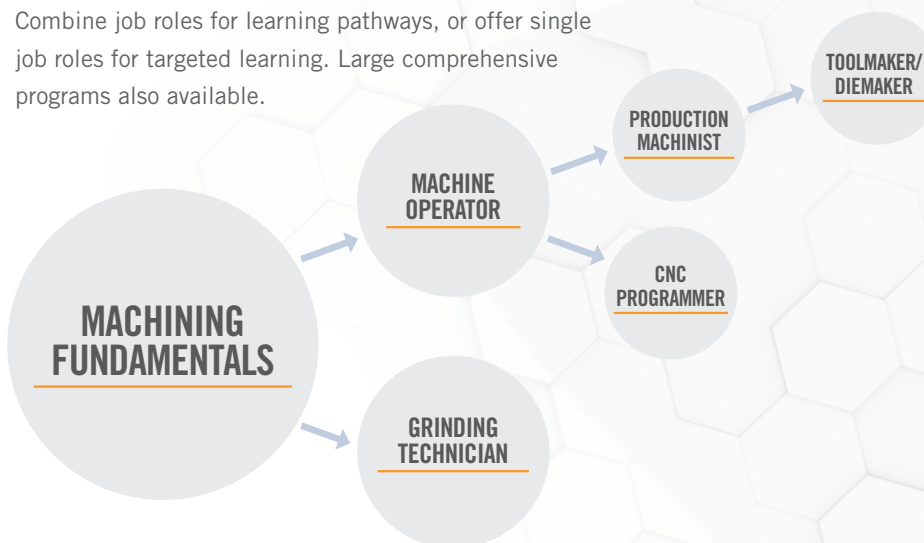 Combine job roles for learning pathways, or offer single
job roles for targeted learning. Large comprehensive
programs also available.
TOOLMAKER/
DIEMAKER
PRODUCTION
MACHINIST
MACHINE
OPERATOR
CNC
PROGRAMMER
MACHINING
FUNDAMENTALS
GRINDING
TECHNICIAN